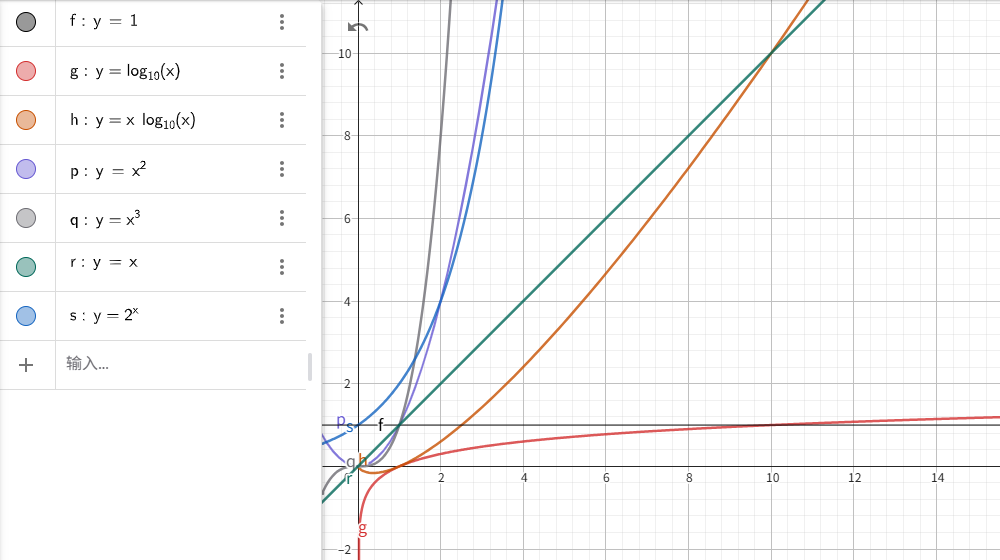 f : y = 1
g : y = log₁₀(x)
h : y = x log₁₀(x)
p : y = x²
q : y = x³
r : y = x
s : y = 2ˣ
输入...
10
8
6
4
2
p
s
f
q
h
r
2
4
6
8
10
12
14
g
–2